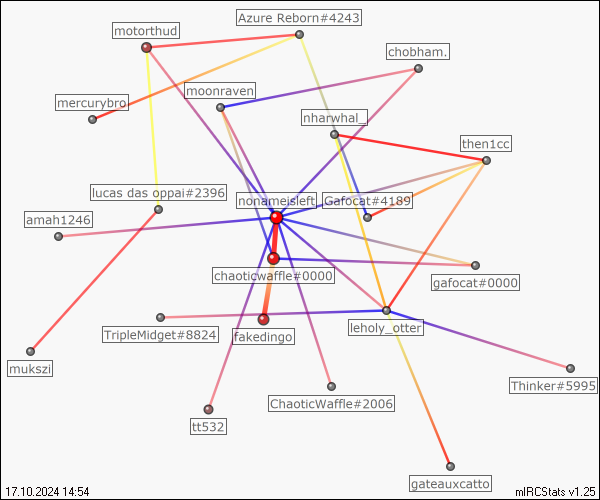 Azure Reborn#4243
motorthud
chobham.
moonraven
mercurybro
nharwhal_
then1cc
lucas das oppai#2396
nonameisleft
Gafocat#4189
amah1246
chaoticwaffle#0000
gafocat#0000
TripleMidget#8824
fakedingo
leholy_otter
mukszi
ChaoticWaffle#2006
Thinker#5995
tt532
gateauxcatto
17.10.2024 14:54
mIRCStats v1.25